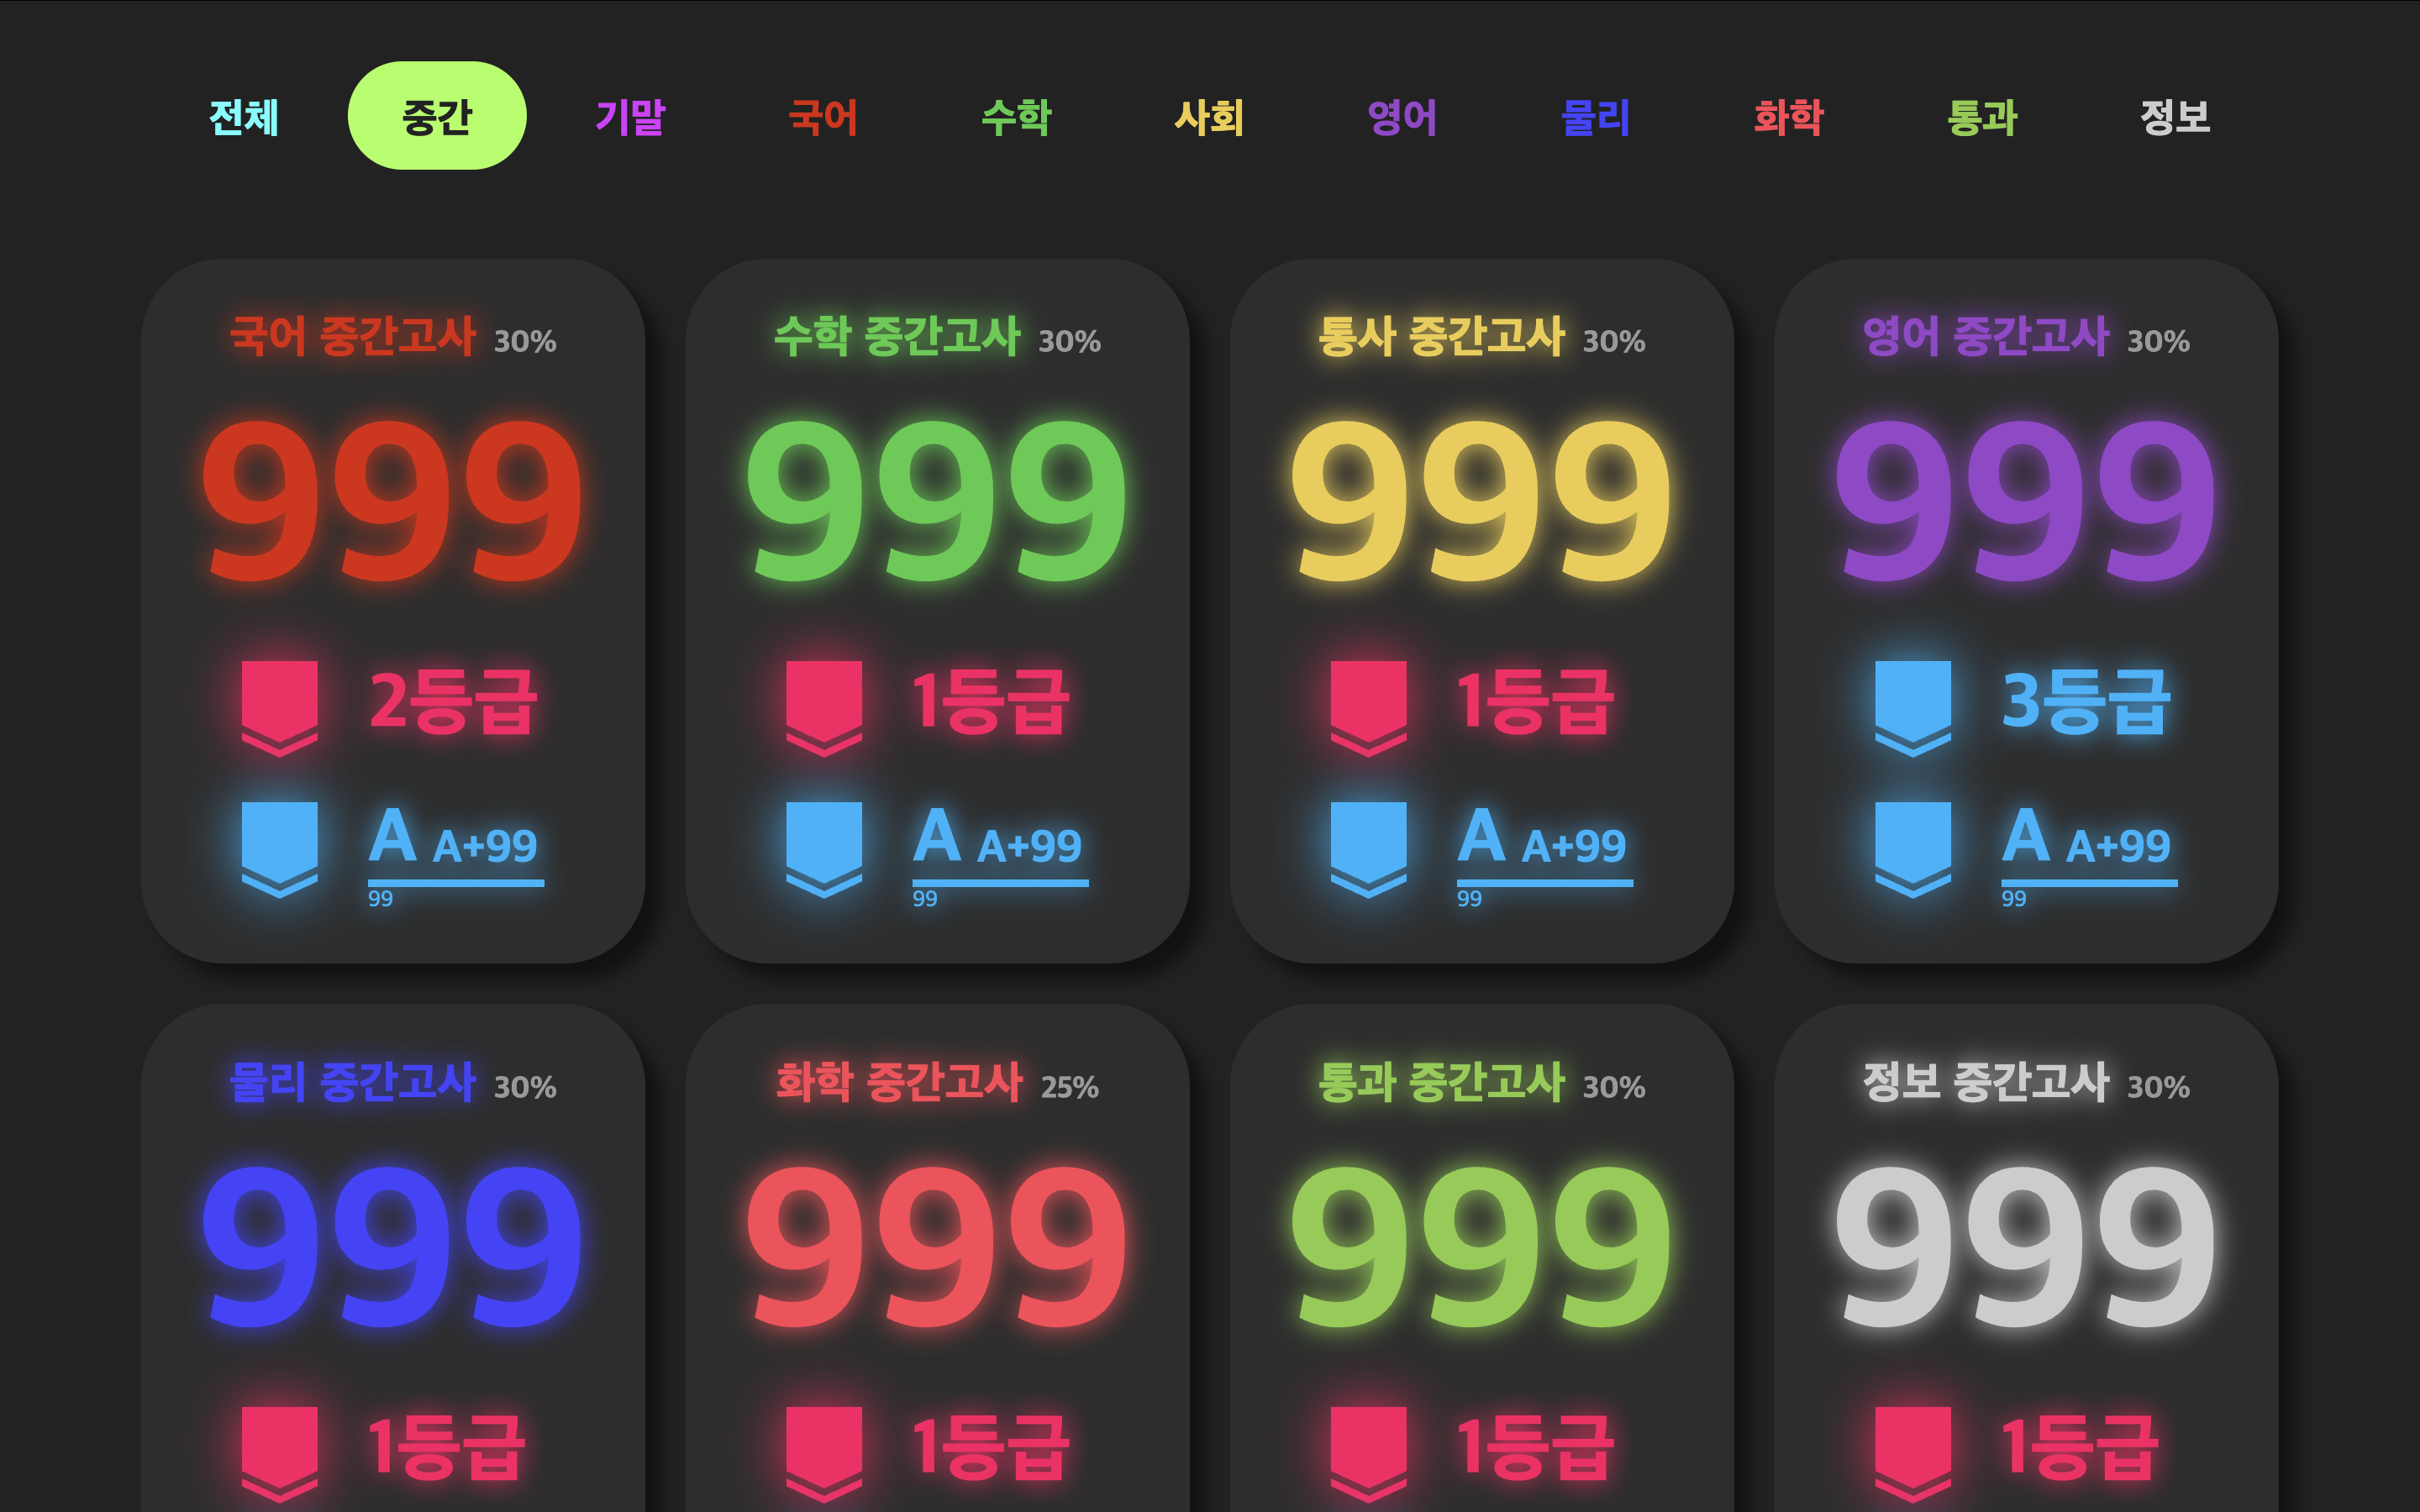 전체 중간 기말 국어 수학 사회 영어 물리 화학 통과 정보
국어 중간고사 30%
999
2등급
A A+99
99
수학 중간고사 30%
999
1등급
A A+99
99
통사 중간고사 30%
999
1등급
A A+99
99
영어 중간고사 30%
999
3등급
A A+99
99
물리 중간고사 30%
999
1등급
화학 중간고사 25%
999
1등급
통과 중간고사 30%
999
1등급
정보 중간고사 30%
999
1등급